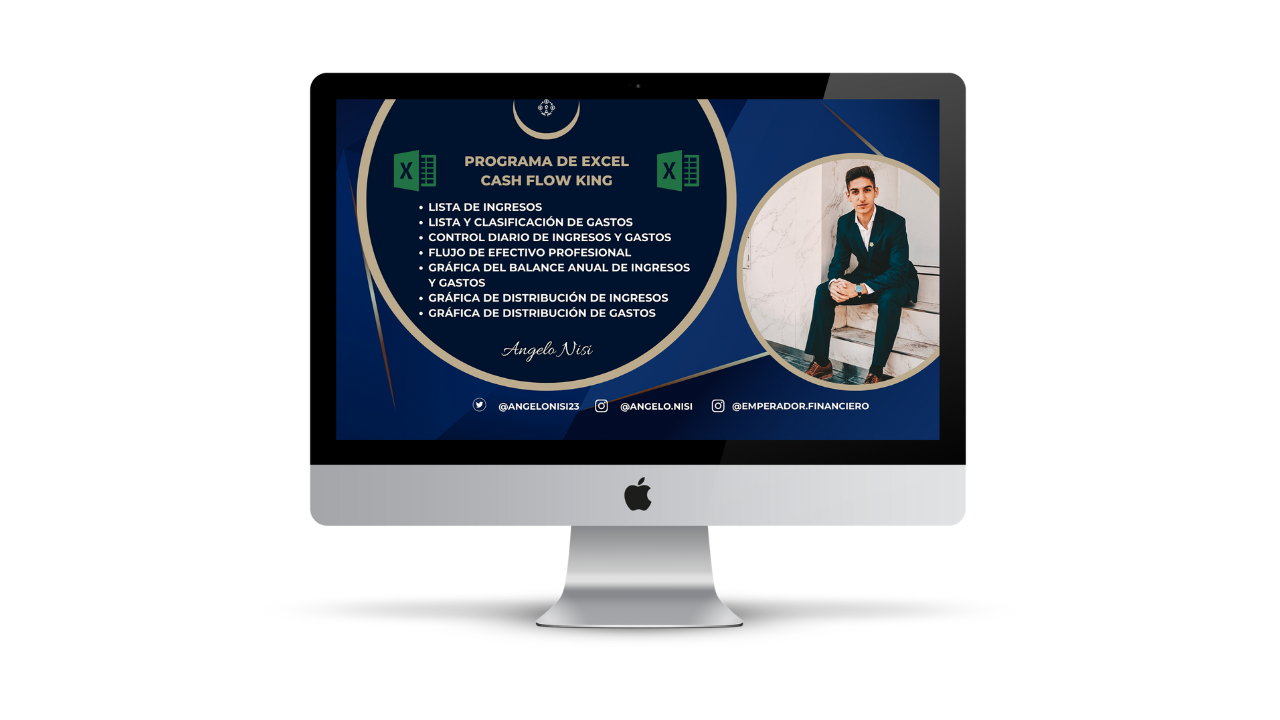 PROGRAMA DE EXCEL
CASH FLOW KING
X
X
• LISTA DE INGRESOS
• LISTA Y CLASIFICACIÓN DE GASTOS
• CONTROL DIARIO DE INGRESOS Y GASTOS
• FLUJO DE EFECTIVO PROFESIONAL
• GRÁFICA DEL BALANCE ANUAL DE INGRESOS
Y GASTOS
• GRÁFICA DE DISTRIBUCIÓN DE INGRESOS
• GRÁFICA DE DISTRIBUCIÓN DE GASTOS
Angelo Nisi
@ANGELONISI23 @ANGELO.NISI @EMPERADOR.FINANCIERO